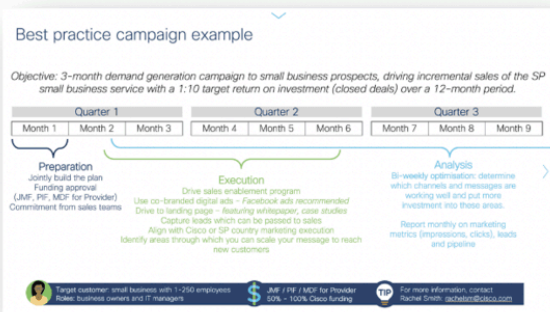 Best practice campaign example
Objective: 3-month demand generation campaign to small business prospects, driving incremental sales of the SP
small business service with a 1:10 target return on investment (closed deals) over a 12-month period.
Quarter 1
Quarter 2
Quarter 3
Month 1
Month 2
Month 3
Month 4
Month 5
Month 6
Month 7
Month 8
Month 9
Preparation
Jointly build the plan
Funding approval
(JMF, PIF, MDF for Provider)
Commitment from sales teams
Execution
Drive sales enablement program
Use co-branded digital ads – Facebook ads recommended
Drive to landing page – featuring whitepaper, case studies
Capture leads which can be passed to sales
Align with Cisco or SP country marketing execution
Identify areas through which you can scale your message to reach
new customers
Analysis
Bi-weekly optimisation: determine
which channels and messages are
working well and put more
investment into these areas.
Report monthly on marketing
metrics (impressions, clicks), leads
and pipeline
Target customer: small business with 1-250 employees
Roles: business owners and IT managers
$
JMF / PIF / MDF for Provider
50% - 100% Cisco funding
TIP
For more information, contact
Rachel Smith: rachelsm@cisco.com